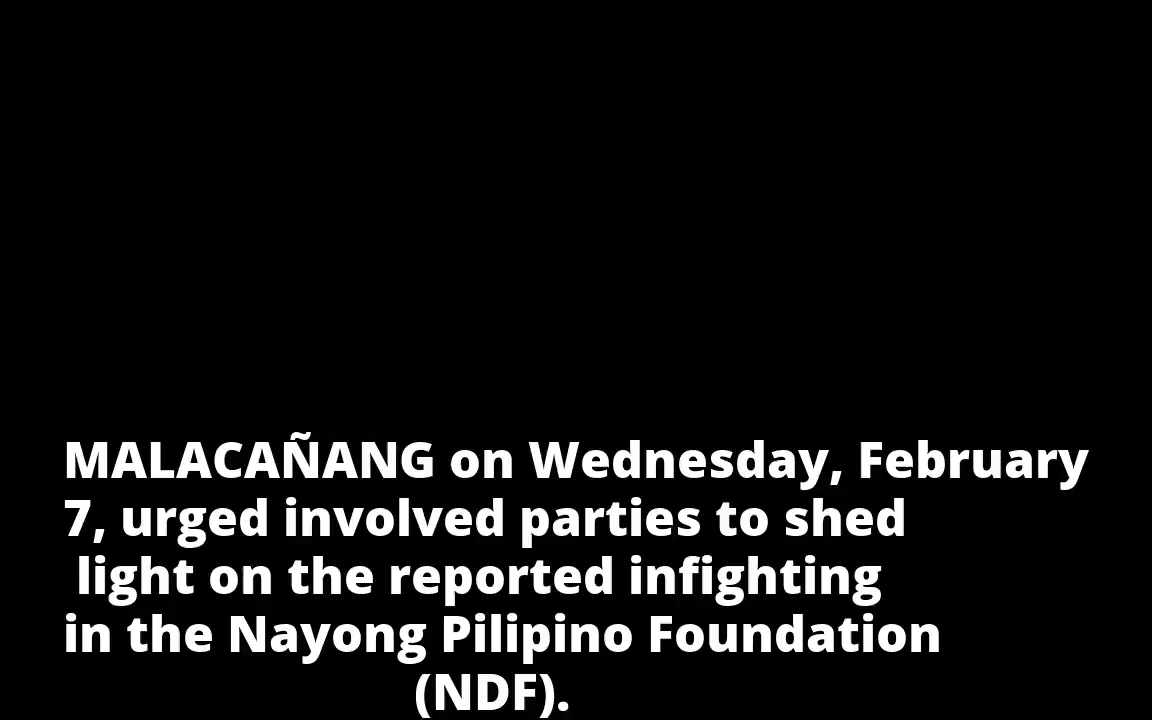 MALACAÑANG on Wednesday, February
7, urged involved parties to shed
light on the reported infighting
in the Nayong Pilipino Foundation
(NDF).